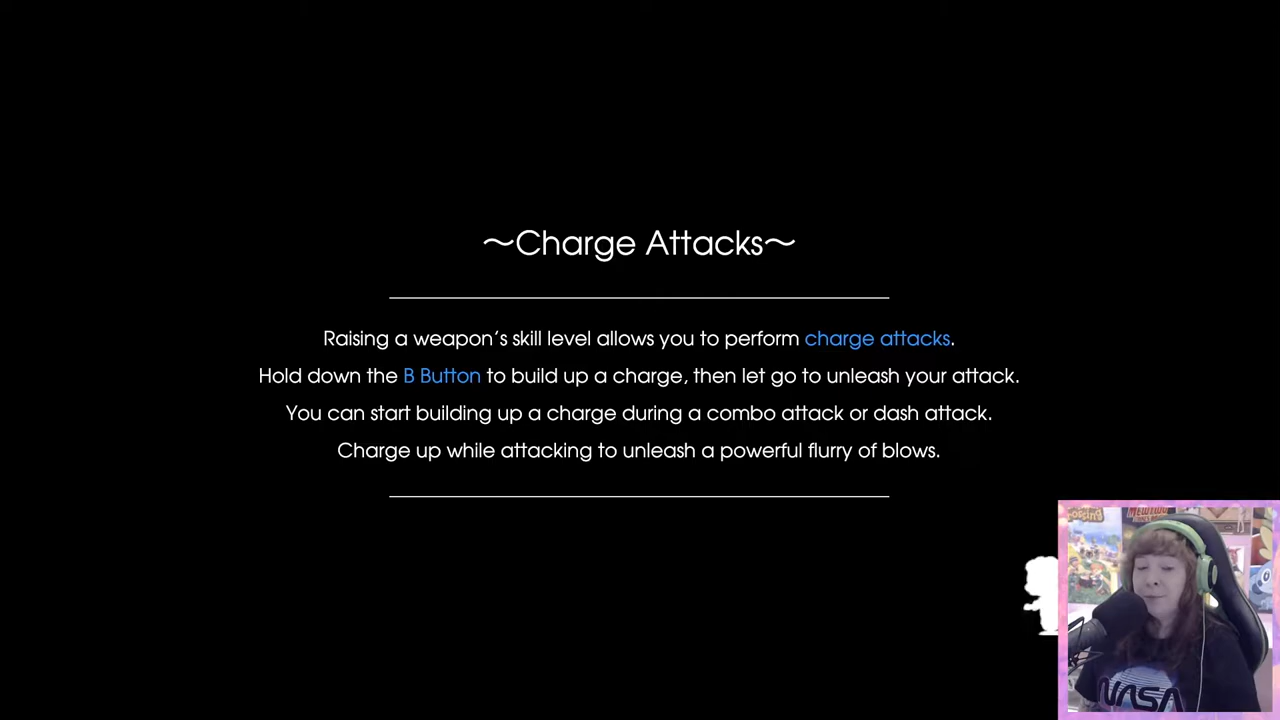 ～Charge Attacks～
Raising a weapon's skill level allows you to perform charge attacks.
Hold down the B Button to build up a charge, then let go to unleash your attack.
You can start building up a charge during a combo attack or dash attack.
Charge up while attacking to unleash a powerful flurry of blows.
NASA